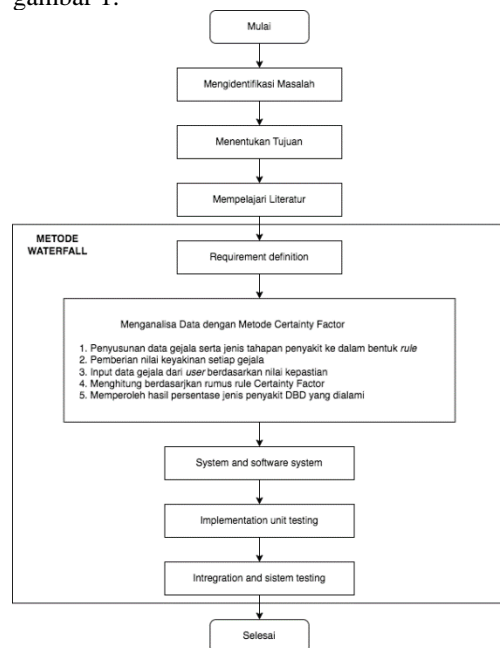 gambar 1.
Mulai
Mengidentifikasi Masalah
Menentukan Tujuan
Mempelajari Literatur
METODE
WATERFALL
Requirement definition
Menganalisa Data dengan Metode Certainty Factor
1. Penyusunan data gejala serta jenis tahapan penyakit ke dalam bentuk rule
2. Pemberian nilai keyakinan setiap gejala
3. Input data gejala dari user berdasarkan nilai kepastian
4. Menghitung berdasarjkan rumus rule Certainty Factor
5. Memperoleh hasil persentase jenis penyakit DBD yang dialami
System and software system
Implementation unit testing
Intregration and sistem testing
Selesai